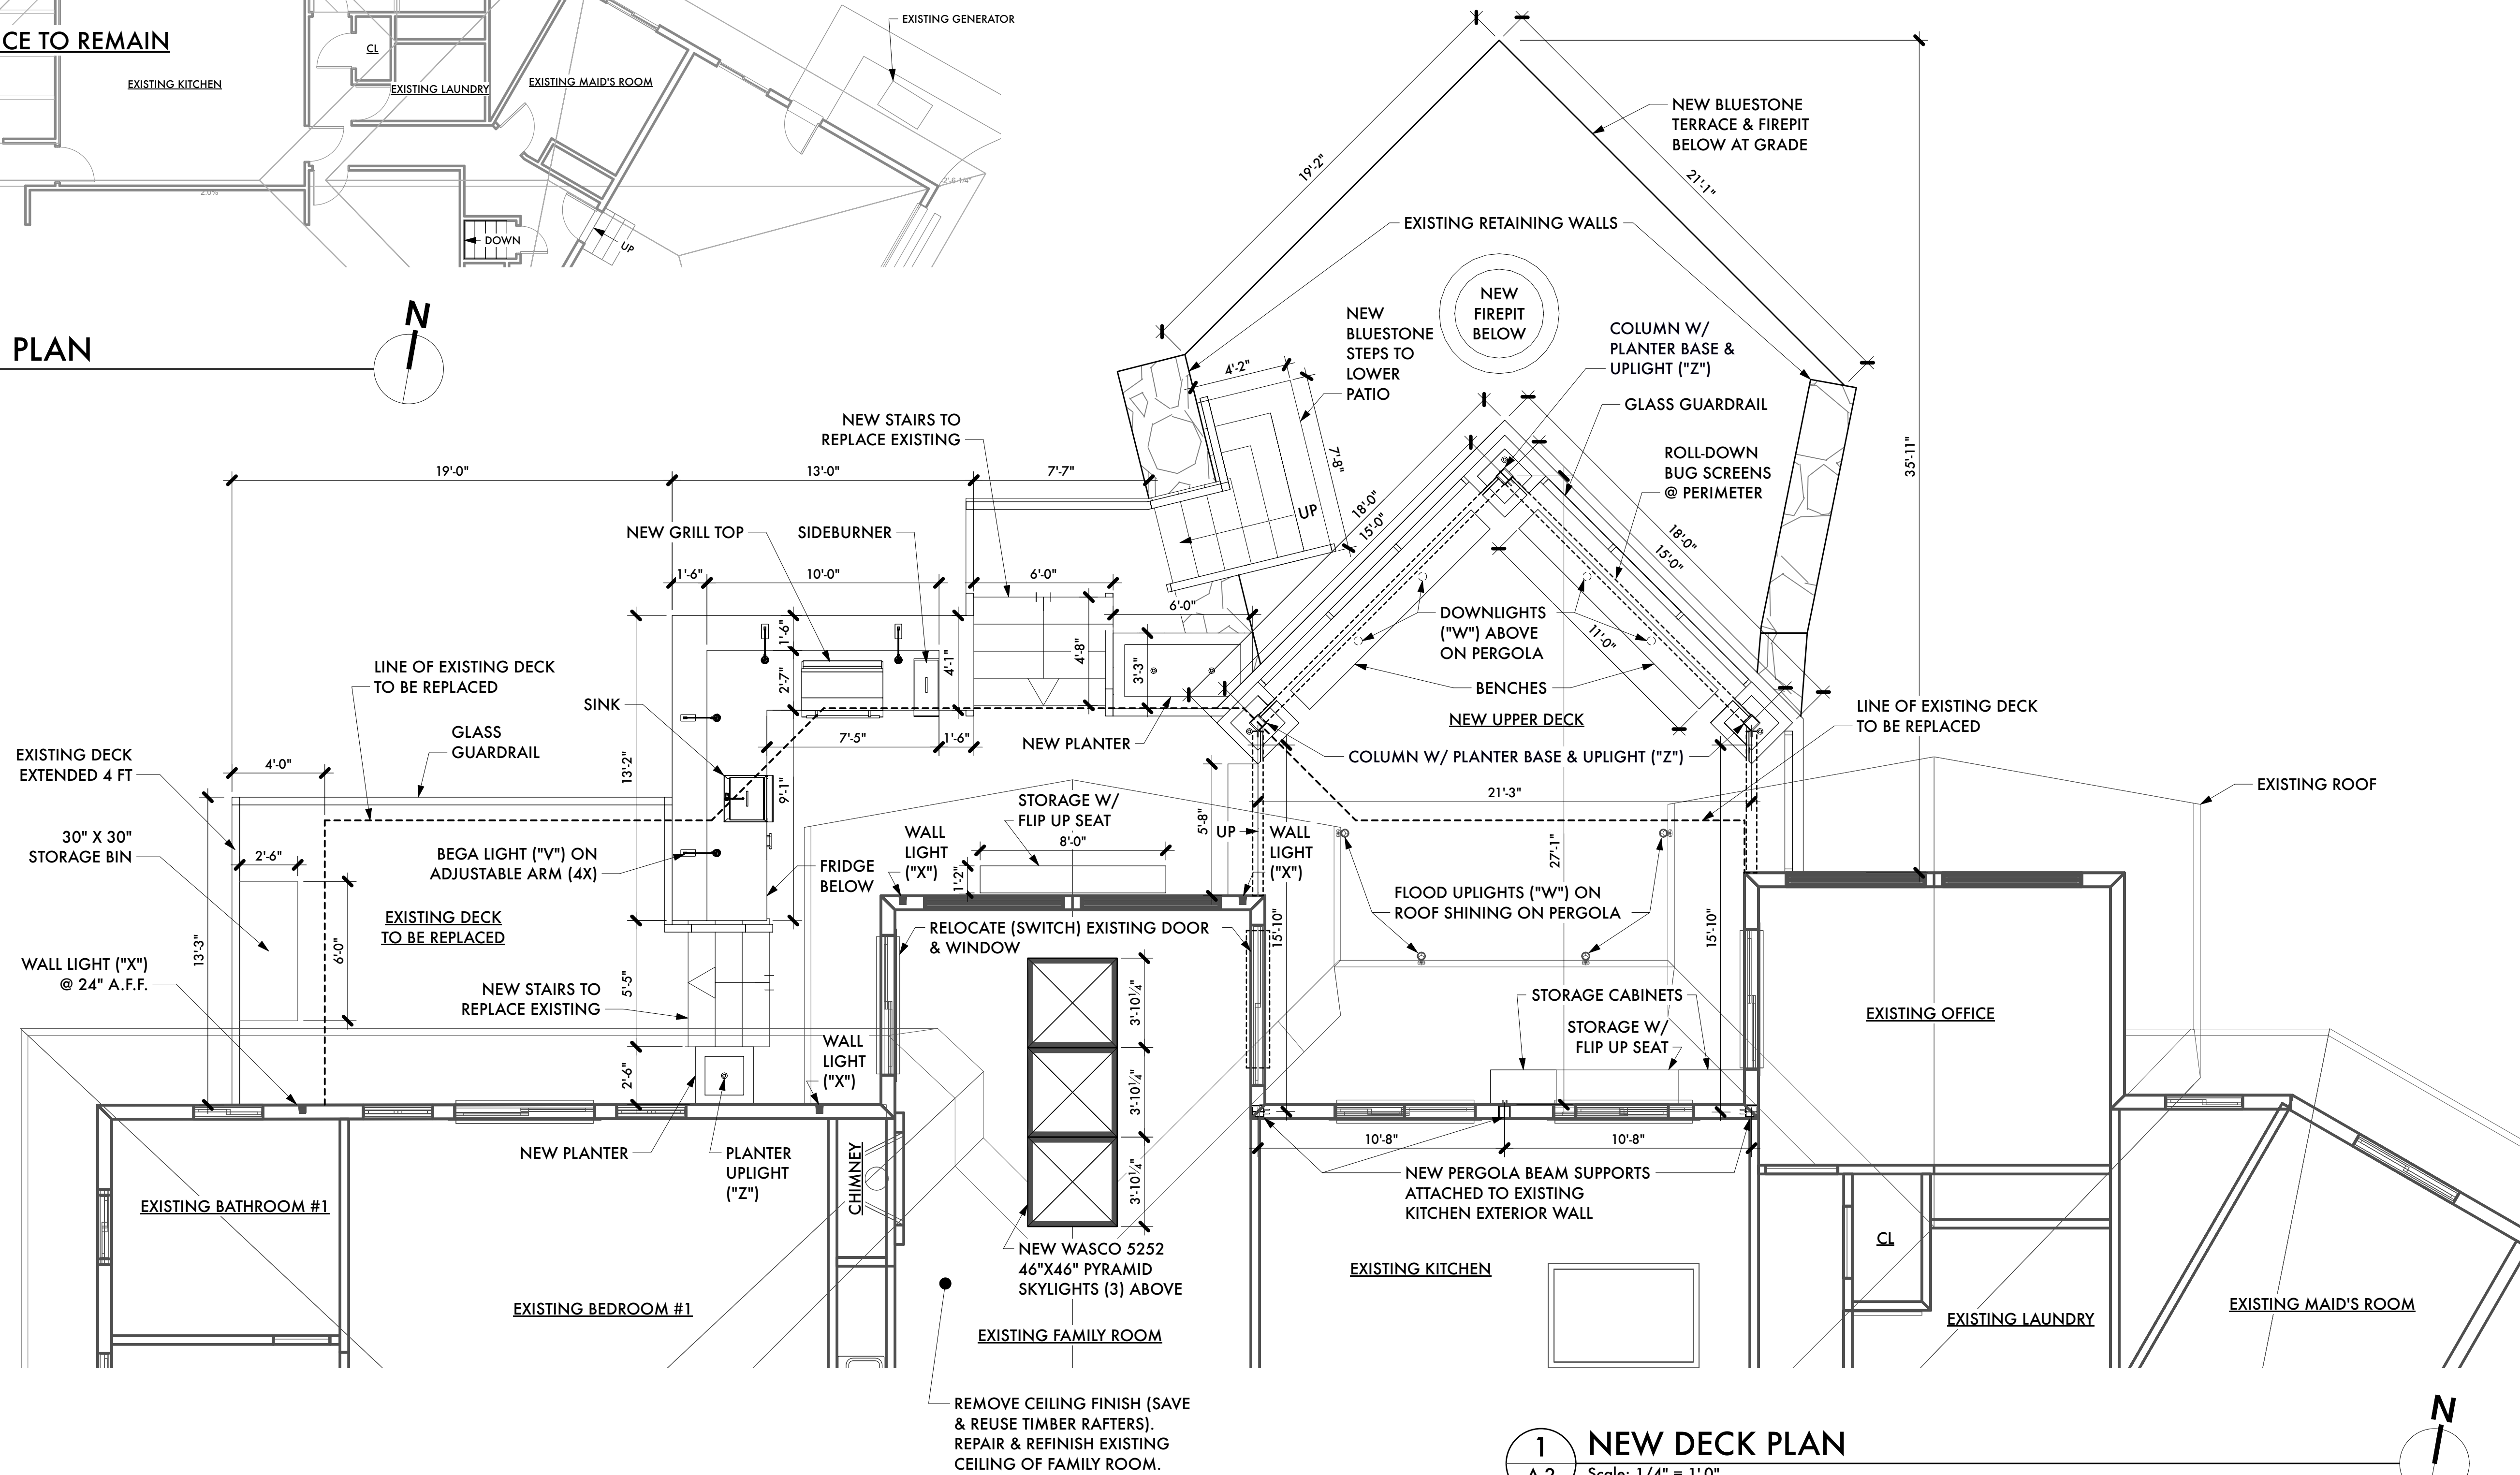 CE TO REMAIN
EXISTING KITCHEN
CL
EXISTING LAUNDRY
EXISTING MAID'S ROOM
EXISTING GENERATOR
2'-6 1/4"
2.0%
DOWN
UP
PLAN
N
NEW BLUESTONE
TERRACE & FIREPIT
BELOW AT GRADE
19'-2"
21'-1"
35'-11"
EXISTING RETAINING WALLS
NEW
FIREPIT
BELOW
NEW
BLUESTONE
STEPS TO
LOWER
PATIO
COLUMN W/
PLANTER BASE &
UPLIGHT ("Z")
GLASS GUARDRAIL
ROLL-DOWN
BUG SCREENS
@ PERIMETER
4'-2"
7'-8"
UP
NEW STAIRS TO
REPLACE EXISTING
19'-0"
13'-0"
7'-7"
18'-0"
15'-0"
18'-0"
15'-0"
11'-0"
NEW GRILL TOP
SIDEBURNER
1'-6"
10'-0"
6'-0"
6'-0"
1'-6"
2'-7"
4'-1"
4'-8"
3'-3"
DOWNLIGHTS
("W") ABOVE
ON PERGOLA
BENCHES
NEW UPPER DECK
LINE OF EXISTING DECK
TO BE REPLACED
SINK
LINE OF EXISTING DECK
TO BE REPLACED
GLASS
GUARDRAIL
EXISTING DECK
EXTENDED 4 FT
4'-0"
13'-2"
7'-5"
1'-6"
9'-1"
NEW PLANTER
COLUMN W/ PLANTER BASE & UPLIGHT ("Z")
21'-3"
EXISTING ROOF
30" X 30"
STORAGE BIN
2'-6"
BEGA LIGHT ("V") ON
ADJUSTABLE ARM (4X)
FRIDGE
BELOW
WALL
LIGHT
("X")
STORAGE W/
FLIP UP SEAT
8'-0"
1'-2"
5'-8"
UP
WALL
LIGHT
("X")
27'-1"
FLOOD UPLIGHTS ("W") ON
ROOF SHINING ON PERGOLA
EXISTING DECK
TO BE REPLACED
13'-3"
6'-0"
RELOCATE (SWITCH) EXISTING DOOR
& WINDOW
15'-10"
15'-10"
WALL LIGHT ("X")
@ 24" A.F.F.
5'-5"
NEW STAIRS TO
REPLACE EXISTING
3'-10¼"
3'-10¼"
3'-10¼"
STORAGE CABINETS
STORAGE W/
FLIP UP SEAT
EXISTING OFFICE
WALL
LIGHT
("X")
2'-6"
NEW PLANTER
PLANTER
UPLIGHT
("Z")
CHIMNEY
10'-8"
10'-8"
NEW PERGOLA BEAM SUPPORTS
ATTACHED TO EXISTING
KITCHEN EXTERIOR WALL
EXISTING BATHROOM #1
NEW WASCO 5252
46"X46" PYRAMID
SKYLIGHTS (3) ABOVE
EXISTING KITCHEN
CL
EXISTING BEDROOM #1
EXISTING FAMILY ROOM
EXISTING LAUNDRY
EXISTING MAID'S ROOM
REMOVE CEILING FINISH (SAVE
& REUSE TIMBER RAFTERS).
REPAIR & REFINISH EXISTING
CEILING OF FAMILY ROOM.
1
A-2
NEW DECK PLAN
Scale: 1/4" = 1'-0"
N